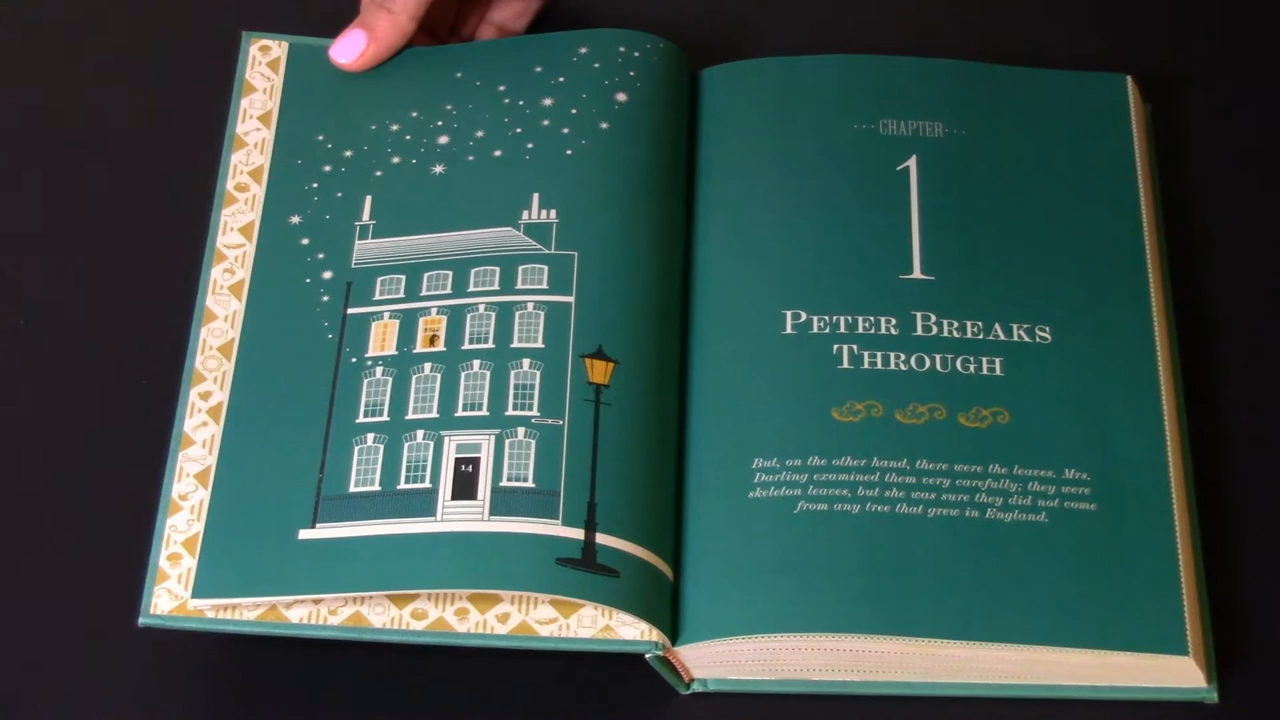 14
CHAPTER
1
PETER BREAKS
THROUGH
But, on the other hand, there were the leaves. Mrs.
Darling examined them very carefully; they were
skeleton leaves, but she was sure they did not come
from any tree that grew in England.